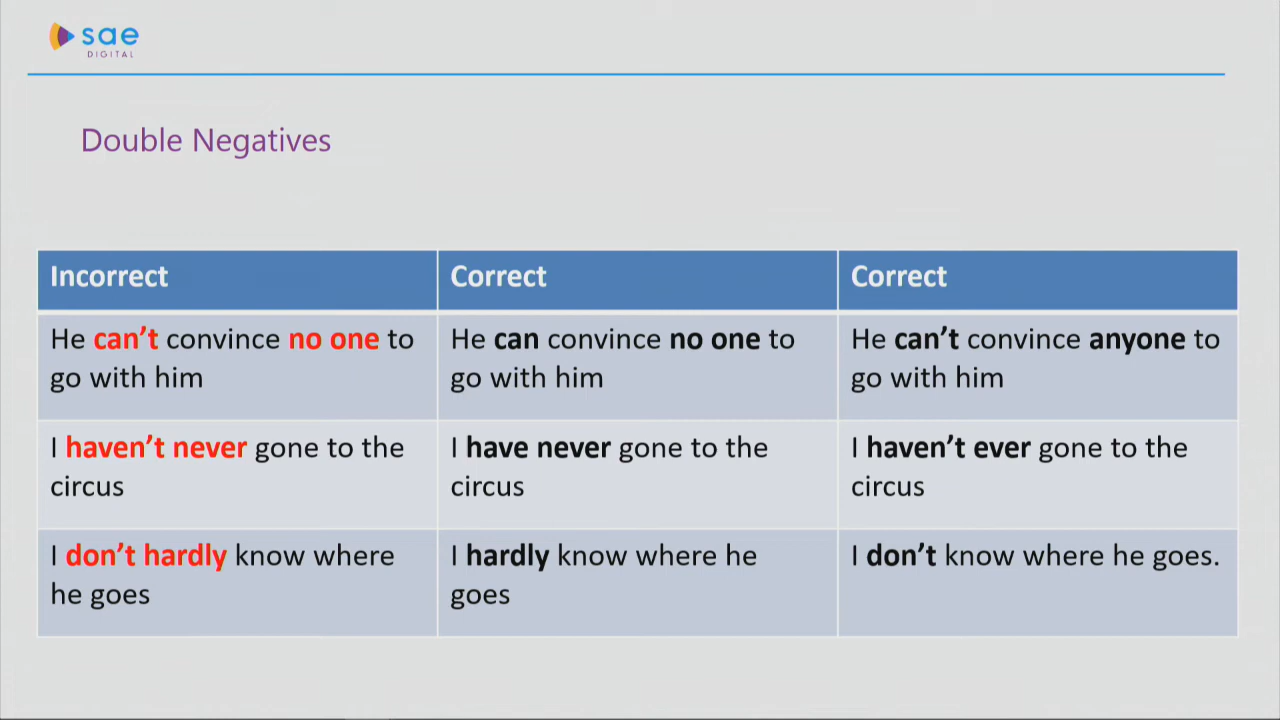 sae
DIGITAL
Double Negatives
Incorrect
Correct
Correct
He can’t convince no one to
go with him
He can convince no one to
go with him
He can’t convince anyone to
go with him
I haven’t never gone to the
circus
I have never gone to the
circus
I haven’t ever gone to the
circus
I don’t hardly know where
he goes
I hardly know where he
goes
I don’t know where he goes.